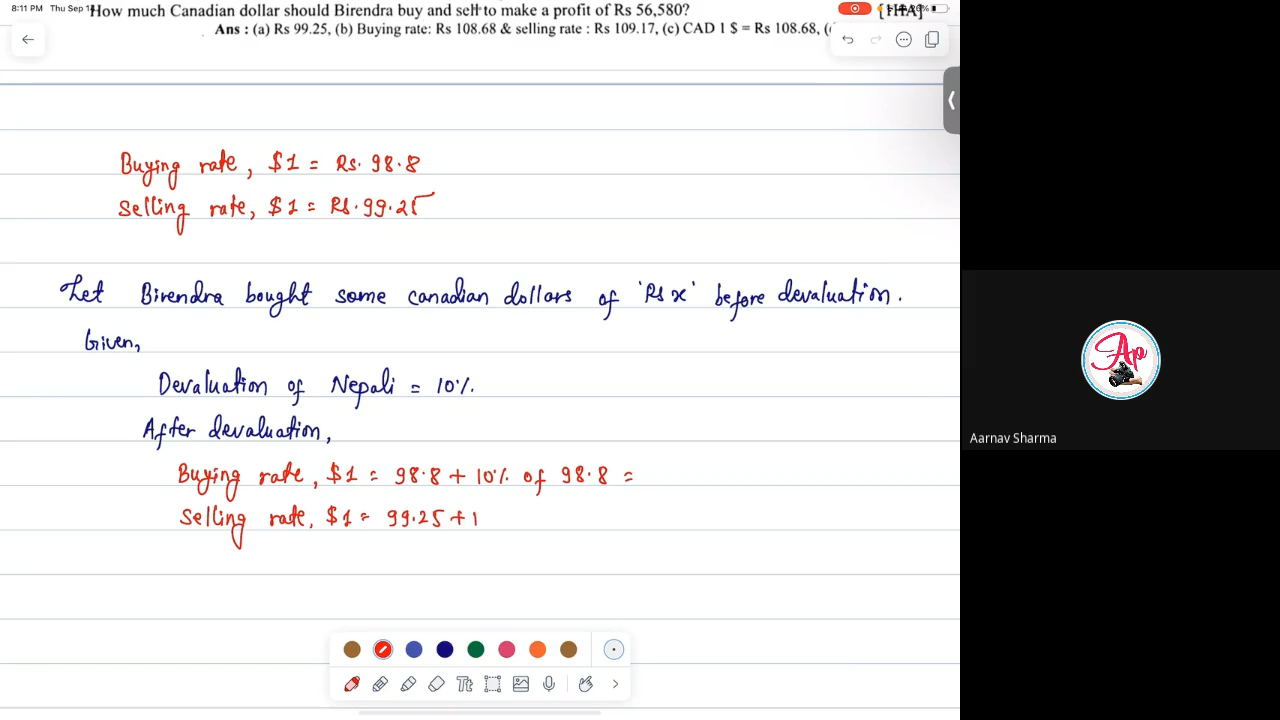 8:11 PM Thu Sep 14
How much Canadian dollar should Birendra buy and sell to make a profit of Rs 56,580?
Ans : (a) Rs 99.25, (b) Buying rate: Rs 108.68 & selling rate : Rs 109.17, (c) CAD 1 $ = Rs 108.68,
Buying rate, $1 = Rs. 98.8
Selling rate, $1 = Rs. 99.25
Let Birendra bought some canadian dollars of 'Rs x' before devaluation.
Given,
Devaluation of Nepali = 10%.
After devaluation,
Buying rate, $1 = 98.8 + 10% of 98.8 =
Selling rate, $1 = 99.25 + 1
Tt
Ap
Aarnav Sharma